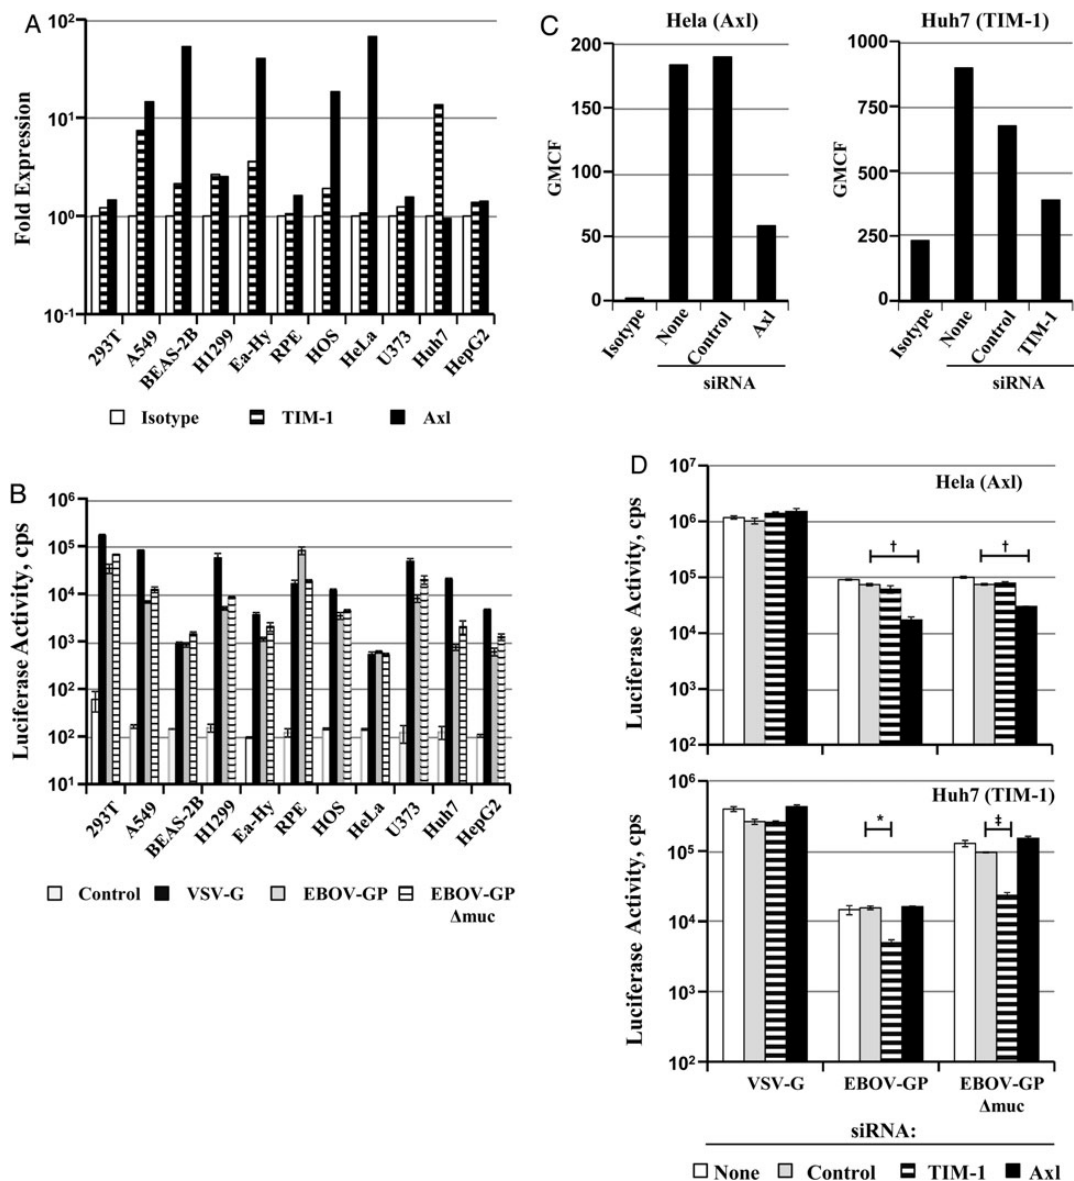 A
Fold Expression
10²
10¹
10⁰
10⁻¹
293T
A549
BEAS-2B
H1299
Ea-Hy
RPE
HOS
HeLa
U373
Huh7
HepG2
Isotype TIM-1 Axl
B
Luciferase Activity, cps
10⁶
10⁵
10⁴
10³
10²
10²
10¹
293T
A549
BEAS-2B
H1299
Ea-Hy
RPE
HOS
HeLa
U373
Huh7
HepG2
Control VSV-G EBOV-GP EBOV-GP
Δmuc
C
Hela (Axl)
GMCF
200
150
100
50
0
Isotype
None
Control
Axl
siRNA
Huh7 (TIM-1)
GMCF
1000
750
500
250
0
Isotype
None
Control
TIM-1
siRNA
D
Hela (Axl)
Luciferase Activity, cps
10⁷
10⁶
10⁵
10⁴
10³
10²
† †
Huh7 (TIM-1)
Luciferase Activity, cps
10⁶
10⁵
10⁴
10³
10²
* ‡
VSV-G EBOV-GP EBOV-GP
Δmuc
siRNA:
None Control TIM-1 Axl